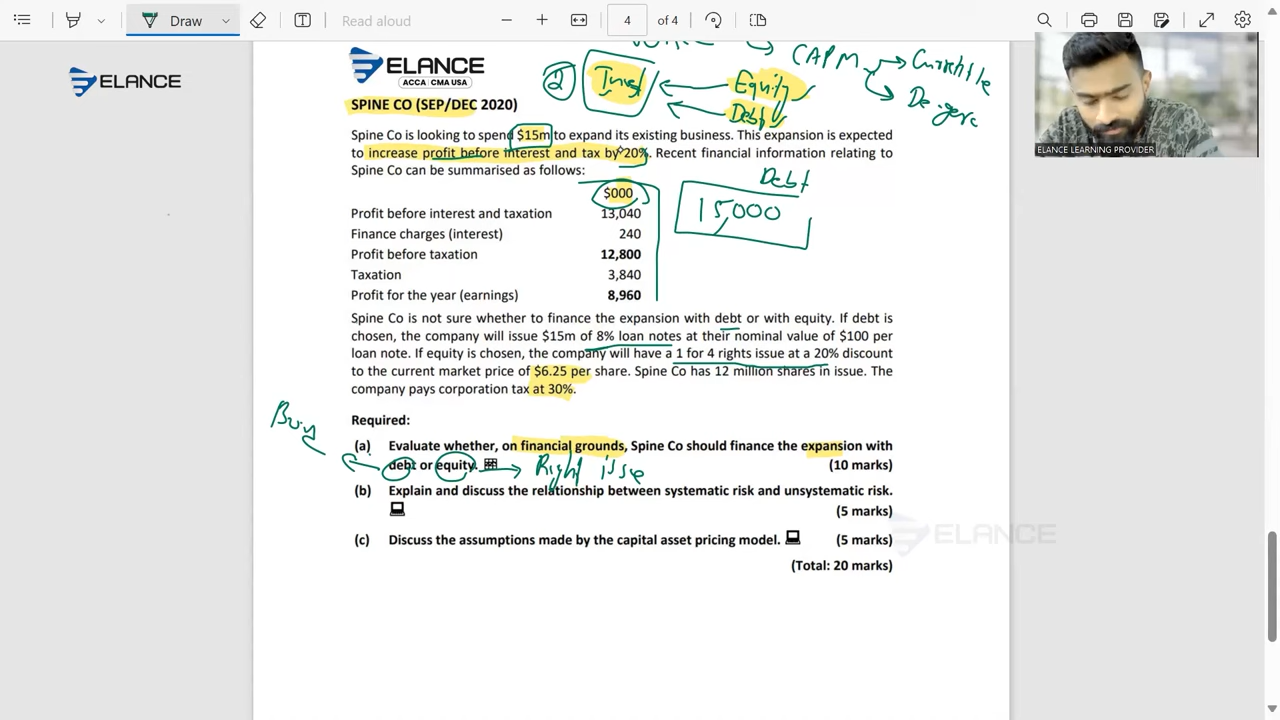 Draw
Read aloud
4
of 4
ELANCE
ELANCE
ACCA | CMA USA
CAPM
Equity
Debt
ELANCE LEARNING PROVIDER
SPINE CO (SEP/DEC 2020)
Spine Co is looking to spend $15m to expand its existing business. This expansion is expected
to increase profit before interest and tax by 20%. Recent financial information relating to
Spine Co can be summarised as follows:
Debt
$000
15,000
Profit before interest and taxation 13,040
Finance charges (interest) 240
Profit before taxation 12,800
Taxation 3,840
Profit for the year (earnings) 8,960
Spine Co is not sure whether to finance the expansion with debt or with equity. If debt is
chosen, the company will issue $15m of 8% loan notes at their nominal value of $100 per
loan note. If equity is chosen, the company will have a 1 for 4 rights issue at a 20% discount
to the current market price of $6.25 per share. Spine Co has 12 million shares in issue. The
company pays corporation tax at 30%.
Required:
(a) Evaluate whether, on financial grounds, Spine Co should finance the expansion with
debt or equity. (10 marks)
Right issue
(b) Explain and discuss the relationship between systematic risk and unsystematic risk.
(5 marks)
ELANCE
(c) Discuss the assumptions made by the capital asset pricing model. (5 marks)
(Total: 20 marks)